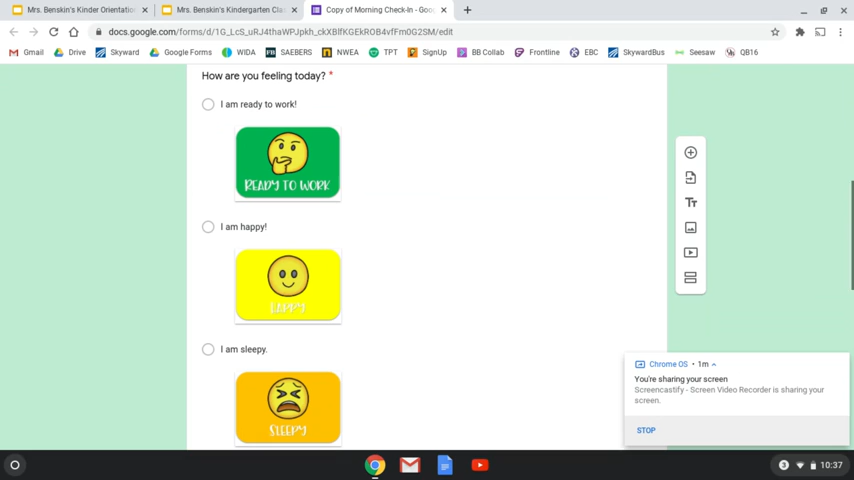 Mrs. Benskin's Kinder Orientation
Mrs. Benskin's Kindergarten Cla
Copy of Morning Check-In - Goo
docs.google.com/forms/d/1G_LcS_uRJ4thaWPJpkh_ckXBlfKGEkROB4vfFm0G2SM/edit
Gmail Drive Skyward Google Forms WIDA SAEBERS NWEA TPT SignUp BB Collab Frontline EBC SkywardBus Seesaw QB16
How are you feeling today? *
I am ready to work!
READY TO WORK
I am happy!
HAPPY
I am sleepy.
SLEEPY
Tт
Chrome OS • 1m
You're sharing your screen
Screencastify - Screen Video Recorder is sharing your
screen.
STOP
3 10:37